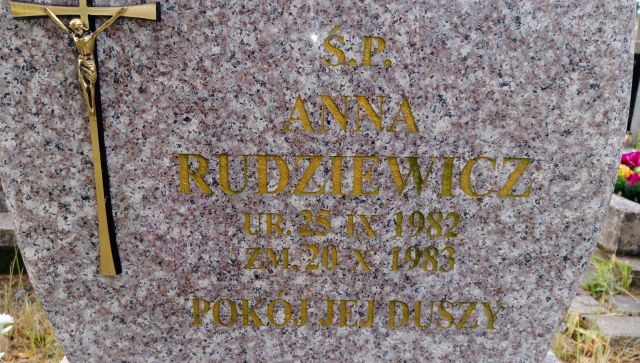 Ś.P.
ANNA
RUDZIEWICZ
UR. 25 IX 1982
ZM. 20 X 1983
POKÓJ JEJ DUSZY